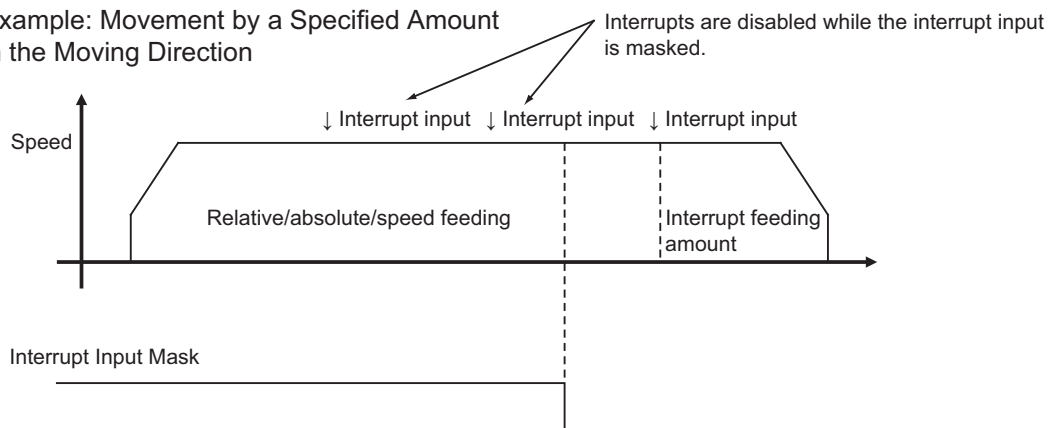 xample: Movement by a Specified Amount
the Moving Direction
Interrupts are disabled while the interrupt input
is masked.
↓ Interrupt input ↓ Interrupt input ↓ Interrupt input
Speed
Relative/absolute/speed feeding
Interrupt feeding
amount
Interrupt Input Mask